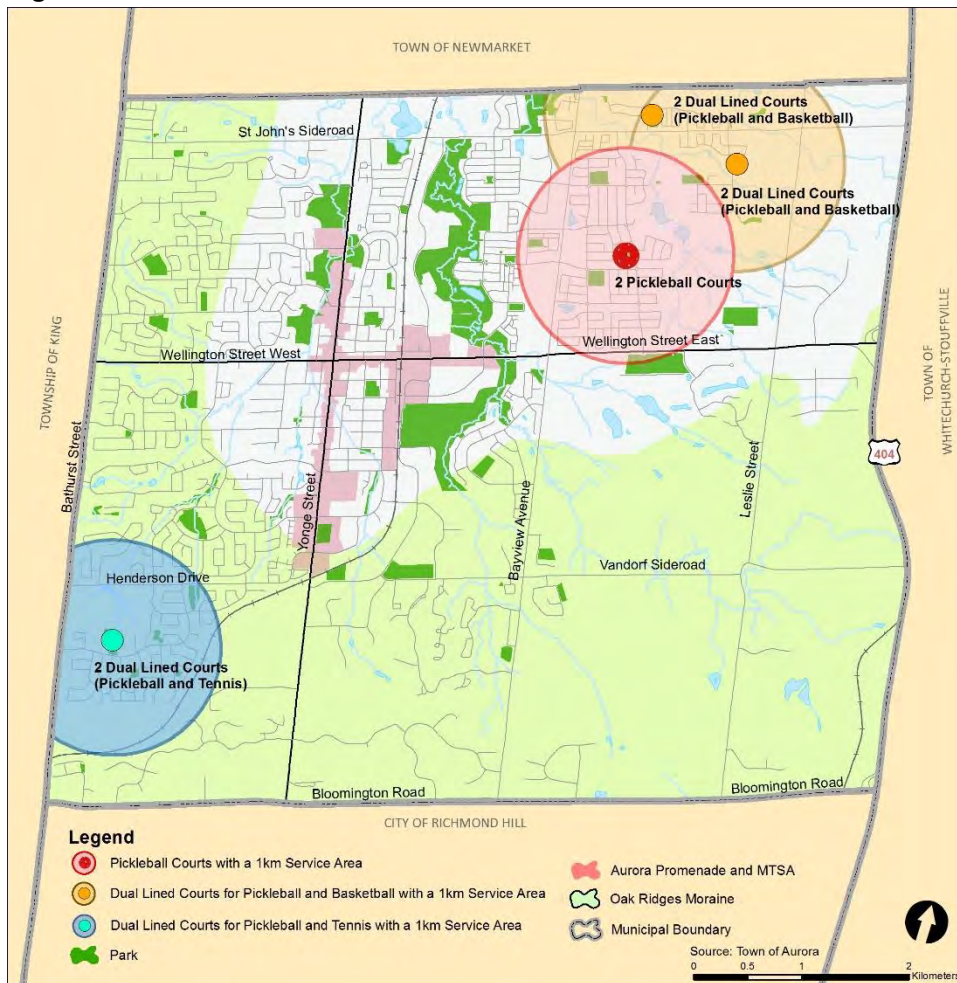 TOWN OF NEWMARKET
2 Dual Lined Courts
(Pickleball and Basketball)
St John's Sideroad
2 Dual Lined Courts
(Pickleball and Basketball)
2 Pickleball Courts
Wellington Street East
Wellington Street West
TOWNSHIP OF KING
TOWN OF
WHITECHURCH-STOUFFVILLE
404
Bathurst Street
Yonge Street
Bayview Avenue
Leslie Street
Henderson Drive
Vandorf Sideroad
2 Dual Lined Courts
(Pickleball and Tennis)
Bloomington Road
Bloomington Road
CITY OF RICHMOND HILL
Legend
Pickleball Courts with a 1km Service Area
Dual Lined Courts for Pickleball and Basketball with a 1km Service Area
Dual Lined Courts for Pickleball and Tennis with a 1km Service Area
Park
Aurora Promenade and MTSA
Oak Ridges Moraine
Municipal Boundary
Source: Town of Aurora
0 0.5 1 2
Kilometers